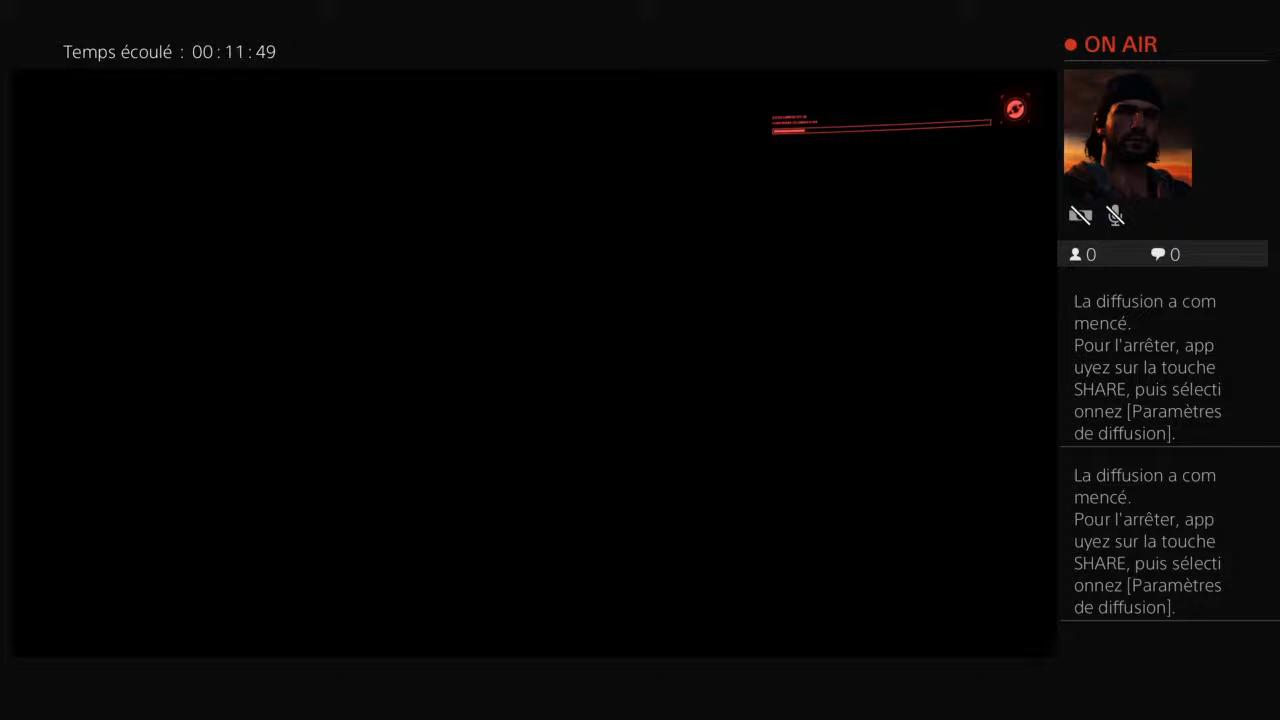 Temps écoulé : 00:11:49
ON AIR
0
0
La diffusion a com
mencé.
Pour l'arrêter, app
uyez sur la touche
SHARE, puis sélecti
onnez [Paramètres
de diffusion].
La diffusion a com
mencé.
Pour l'arrêter, app
uyez sur la touche
SHARE, puis sélecti
onnez [Paramètres
de diffusion].